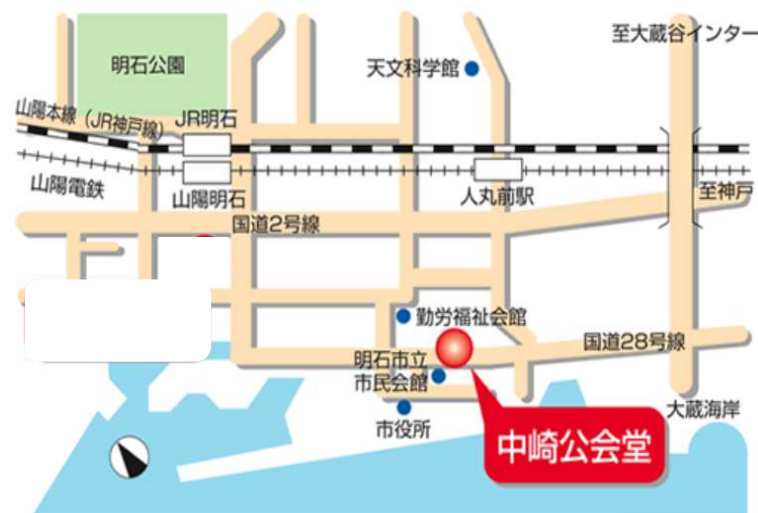 至大蔵谷インター
明石公園
天文科学館
山陽本線（JR神戸線）
JR明石
山陽電鉄
山陽明石
人丸前駅
至神戸
国道2号線
勤労福祉会館
国道28号線
明石市立
市民会館
市役所
大蔵海岸
中崎公会堂